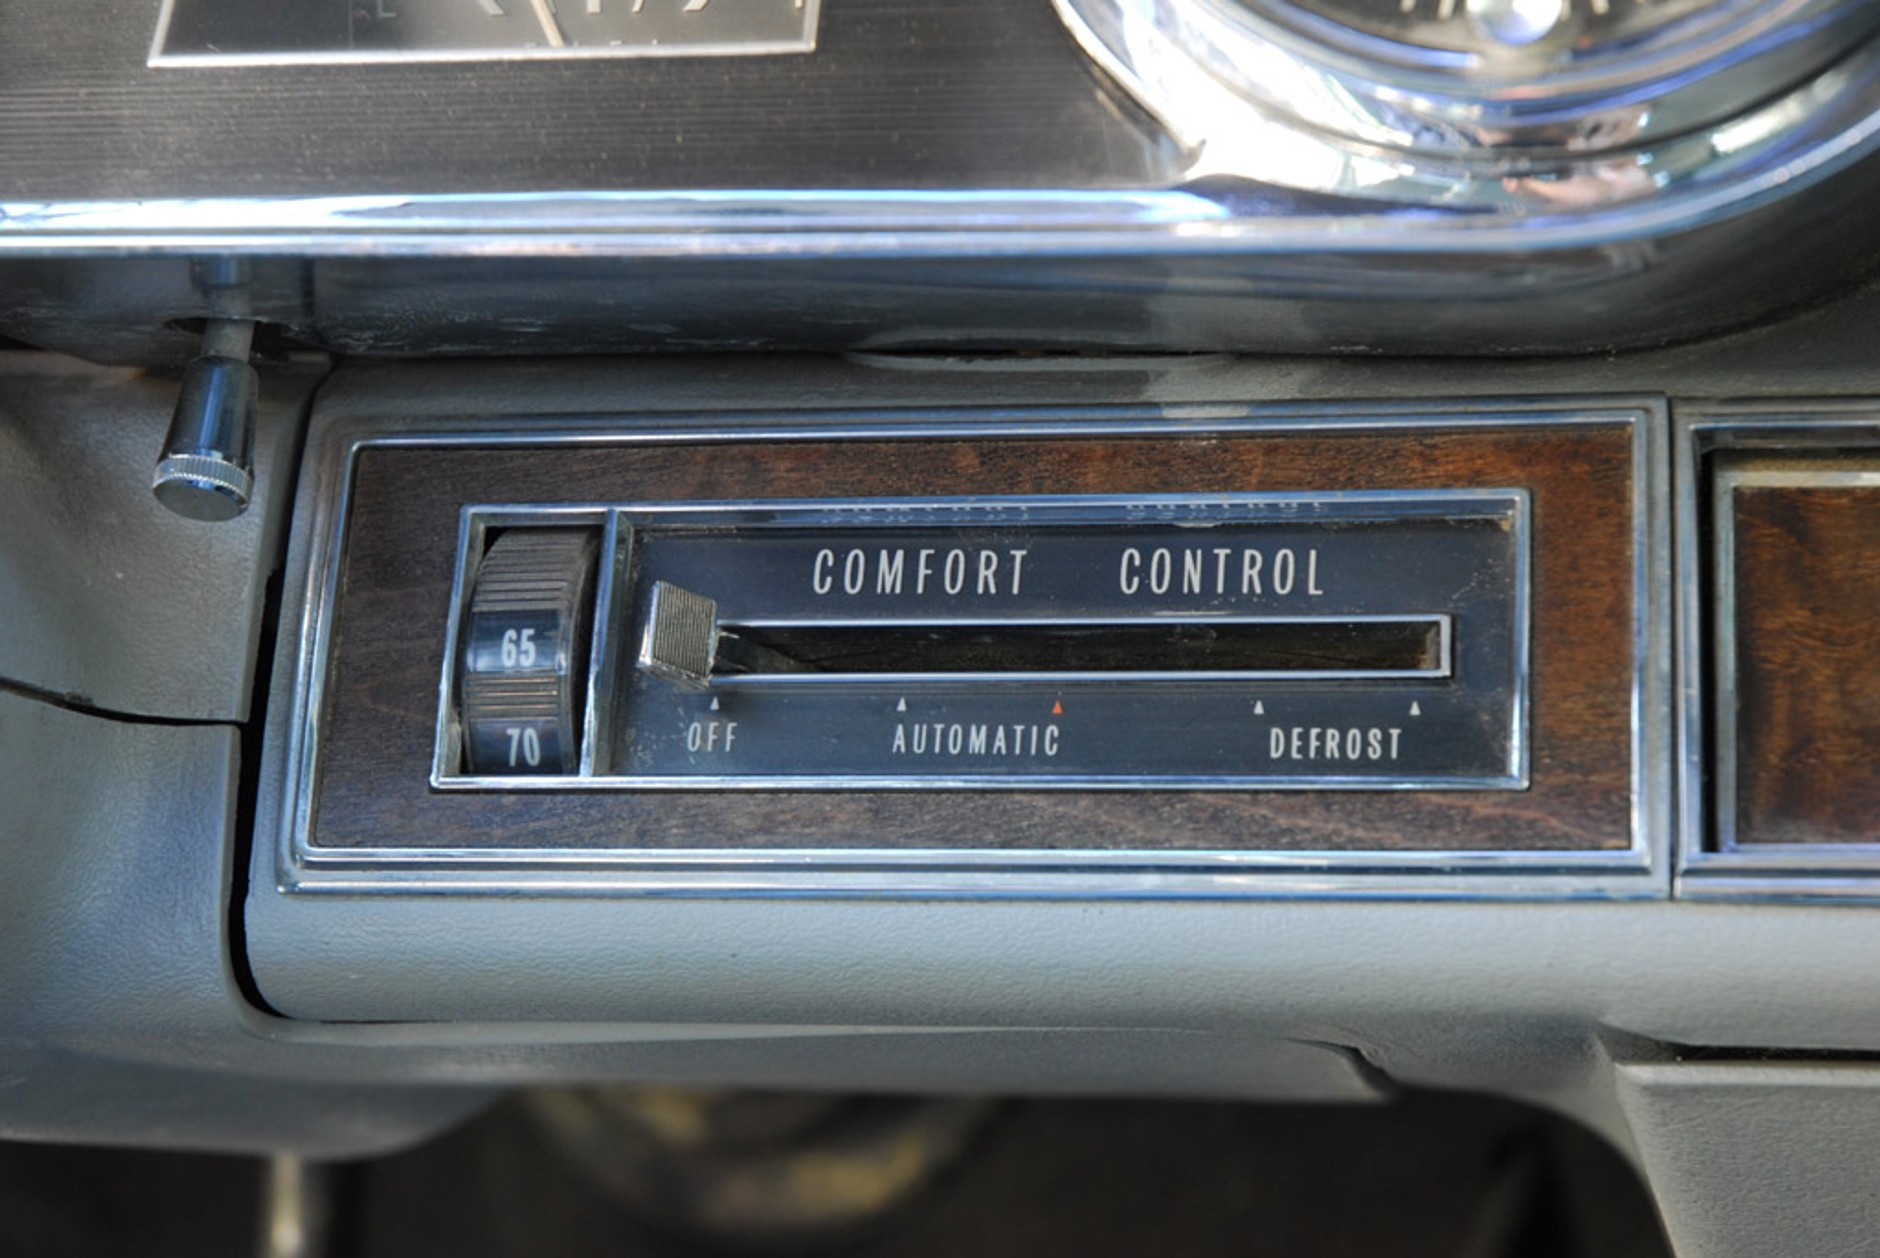 COMFORT CONTROL
65
70
OFF AUTOMATIC DEFROST